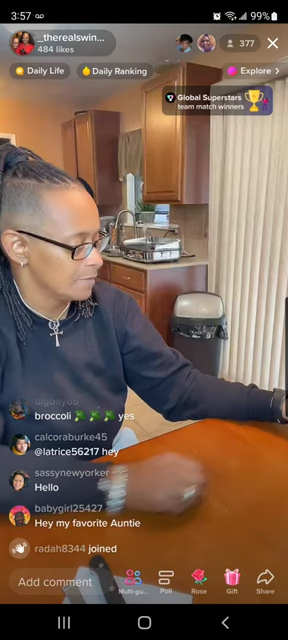 3:57
99%
_therealswin...
484 likes
377
Daily Life
Daily Ranking
Explore >
Global Superstars
team match winners
broccoli 🥦🥦🥦 yes
calcoraburke45
@latrice56217 hey
sassynewyorker
Hello
babygirl25427
Hey my favorite Auntie
radah8344 joined
Add comment
Multi-gu...
Poll
Rose
Gift
Share